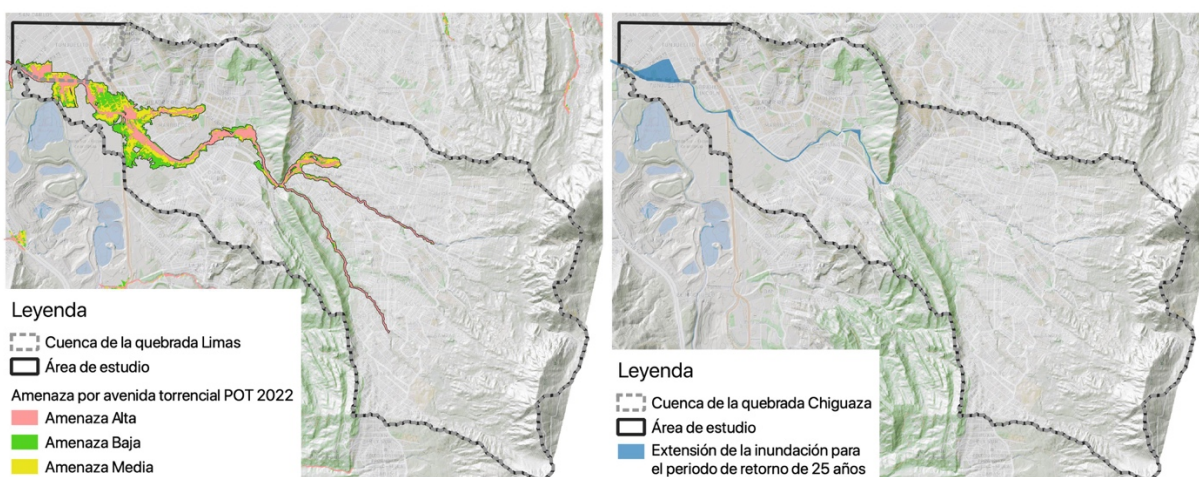 Leyenda
Cuenca de la quebrada Limas
Área de estudio
Amenaza por avenida torrencial POT 2022
Amenaza Alta
Amenaza Baja
Amenaza Media
Leyenda
Cuenca de la quebrada Chiguaza
Área de estudio
Extensión de la inundación para
el periodo de retorno de 25 años